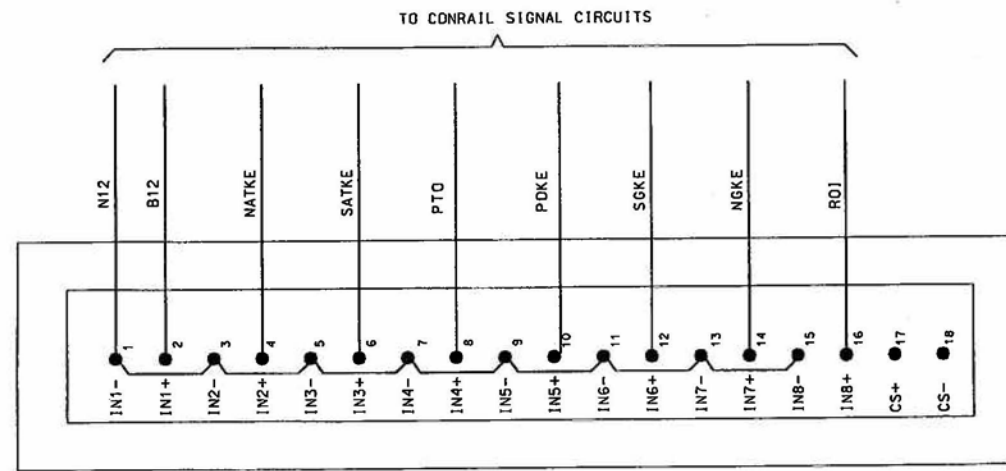 TO CONRAIL SIGNAL CIRCUITS
N12
B12
NATKE
SATKE
PTO
PDKE
SGKE
NGKE
ROI
1
2
3
4
5
6
7
8
9
10
11
12
13
14
15
16
17
18
IN1-
IN1+
IN2-
IN2+
IN3-
IN3+
IN4-
IN4+
IN5-
IN5+
IN6-
IN6+
IN7-
IN7+
IN8-
IN8+
CS+
CS-